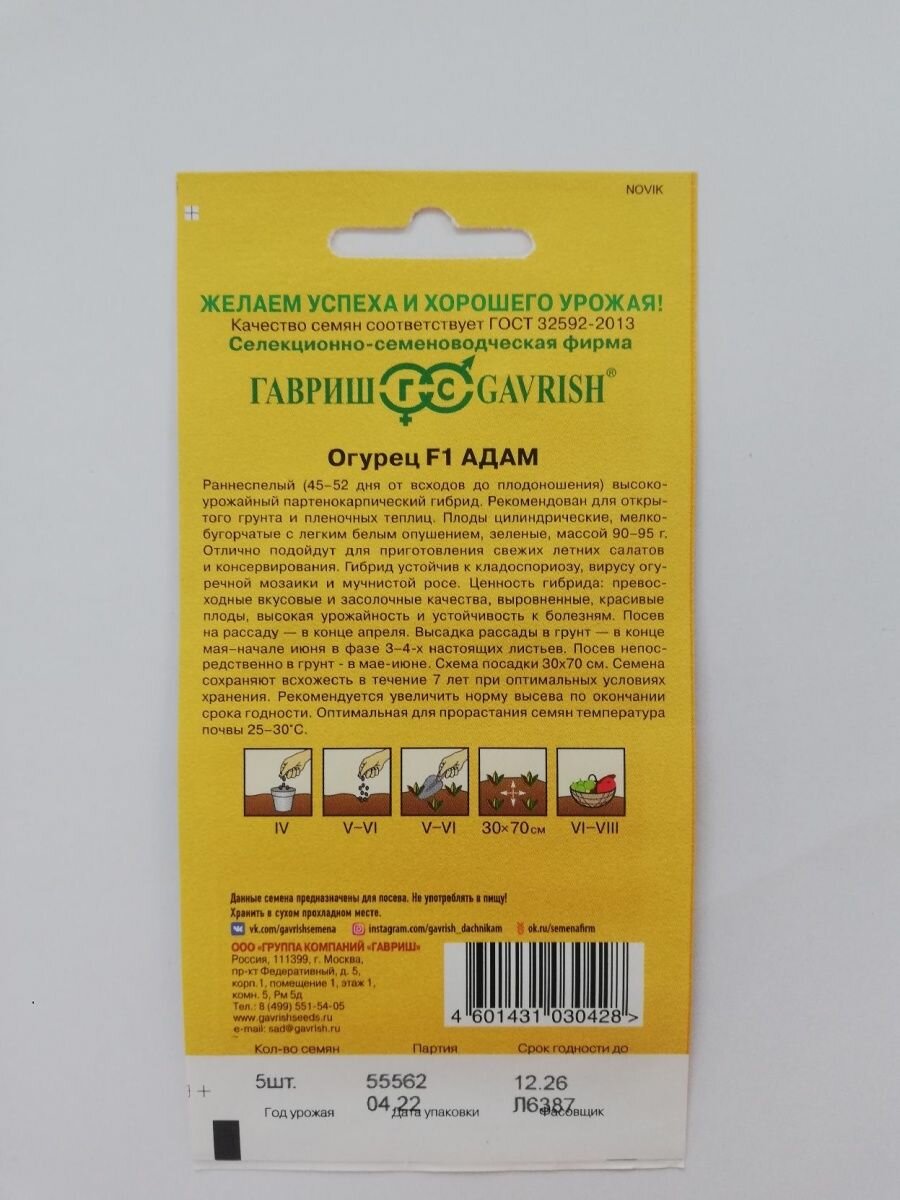 NOVIK
ЖЕЛАЕМ УСПЕХА И ХОРОШЕГО УРОЖАЯ!
Качество семян соответствует ГОСТ 32592-2013
Селекционно-семеноводческая фирма
ГАВРИШ ГС GAVRISH®
Огурец F1 АДАМ
Раннеспелый (45–52 дня от всходов до плодоношения) высоко-
урожайный партенокарпический гибрид. Рекомендован для откры-
того грунта и пленочных теплиц. Плоды цилиндрические, мелко-
бугорчатые с легким белым опушением, зеленые, массой 90–95 г.
Отлично подойдут для приготовления свежих летних салатов
и консервирования. Гибрид устойчив к кладоспориозу, вирусу огу-
речной мозаики и мучнистой росе. Ценность гибрида: превос-
ходные вкусовые и засолочные качества, выровненные, красивые
плоды, высокая урожайность и устойчивость к болезням. Посев
на рассаду — в конце апреля. Высадка рассады в грунт — в конце
мая–начале июня в фазе 3–4-х настоящих листьев. Посев непос-
редственно в грунт - в мае-июне. Схема посадки 30х70 см. Семена
сохраняют всхожесть в течение 7 лет при оптимальных условиях
хранения. Рекомендуется увеличить норму высева по окончании
срока годности. Оптимальная для прорастания семян температура
почвы 25–30°С.
IV V–VI V–VI 30×70см VI–VIII
Данные семена предназначены для посева. Не употреблять в пищу!
Хранить в сухом прохладном месте.
vk.com/gavrishsemena instagram.com/gavrish_dachnikam ok.ru/semenafirm
ООО «ГРУППА КОМПАНИЙ «ГАВРИШ»
Россия, 111399, г. Москва,
пр-кт Федеративный, д. 5,
корп.1, помещение 1, этаж 1,
комн. 5, Рм 5д
Тел.: 8 (499) 551-54-05
www.gavrishseeds.ru
e-mail: sad@gavrish.ru
4 601431 030428 >
Кол-во семян Партия Срок годности до
5шт. 55562 12.26
04.22 Л6387
Год урожая Дата упаковки Фасовщик